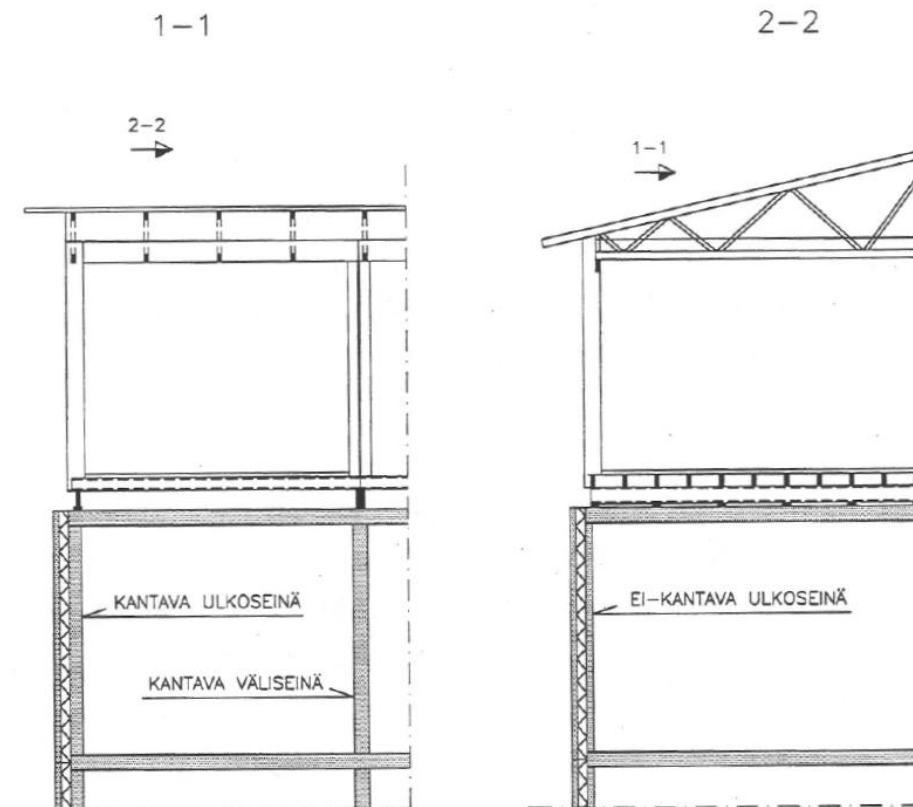 1-1
2-2
2-2
1-1
KANTAVA ULKOSEINÄ
EI-KANTAVA ULKOSEINÄ
KANTAVA VÄLISEINÄ